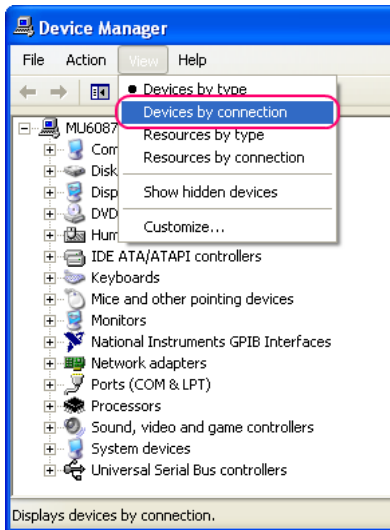 Device Manager
File Action View Help
Devices by type
Devices by connection
Resources by type
Resources by connection
Show hidden devices
Customize...
MU6087
Com
Disk
Disp
DVD
Hum
IDE ATA/ATAPI controllers
Keyboards
Mice and other pointing devices
Monitors
National Instruments GPIB Interfaces
Network adapters
Ports (COM & LPT)
Processors
Sound, video and game controllers
System devices
Universal Serial Bus controllers
Displays devices by connection.